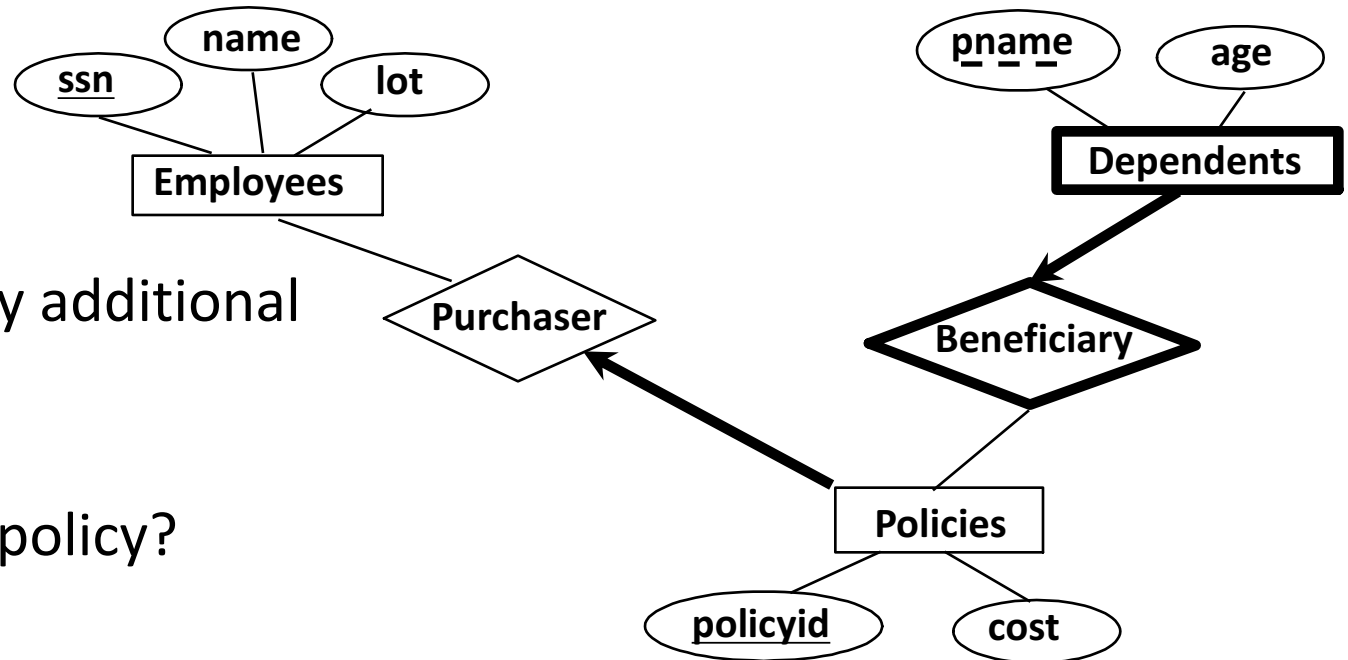 name
ssn
lot
Employees
pname
age
Dependents
y additional
Purchaser
Beneficiary
policy?
Policies
policyid
cost